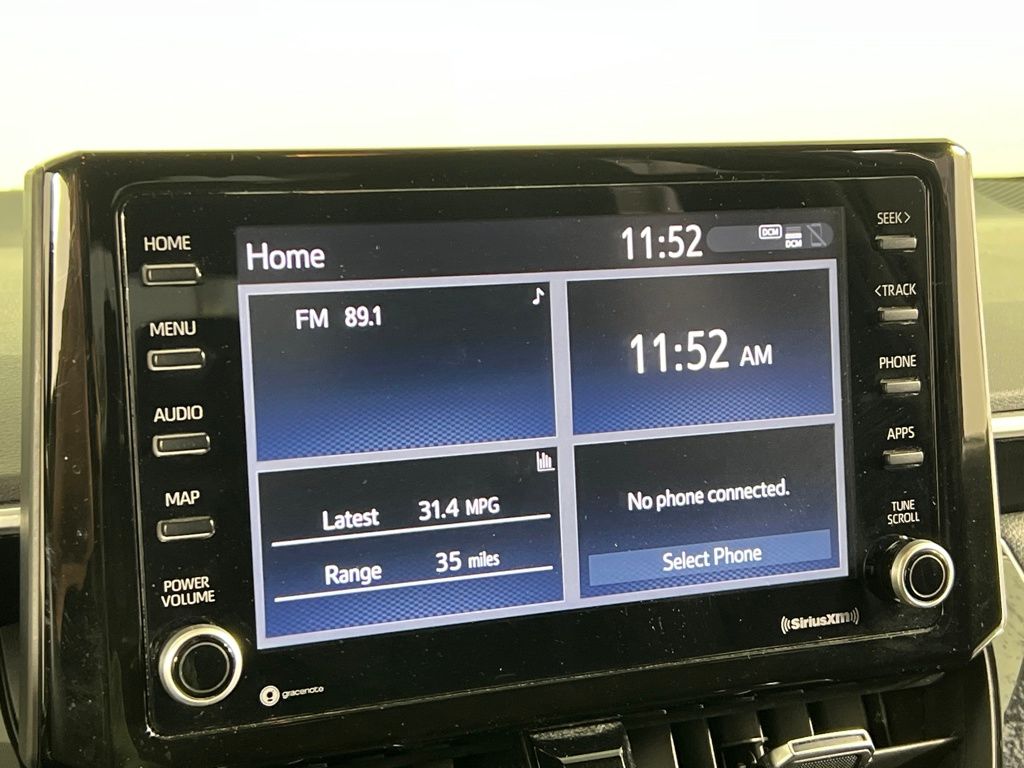 HOME
MENU
AUDIO
MAP
POWER
VOLUME
Home
11:52
DCM
DCM
FM 89.1
11:52 AM
Latest 31.4 MPG
Range 35 miles
No phone connected.
Select Phone
SEEK>
<TRACK
PHONE
APPS
TUNE
SCROLL
gracenote
((SiriusXM))